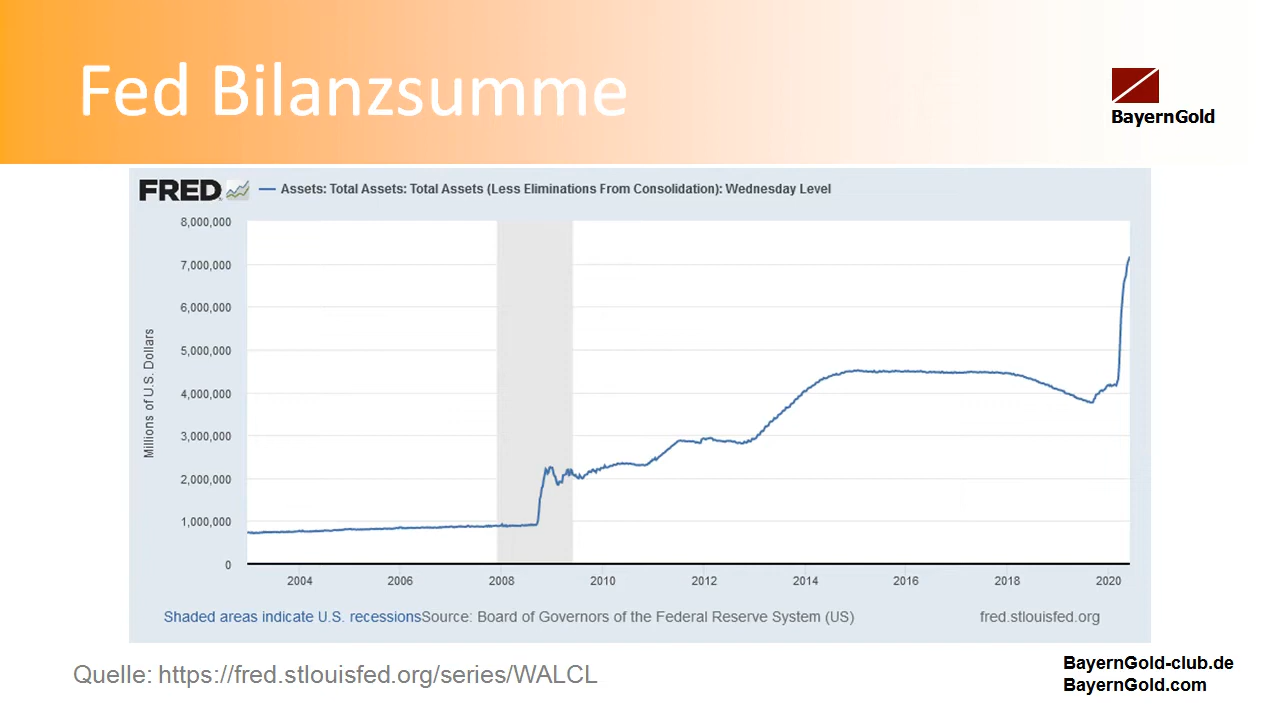 Fed Bilanzsumme
BayernGold
FRED
Assets: Total Assets: Total Assets (Less Eliminations From Consolidation): Wednesday Level
8,000,000
7,000,000
6,000,000
5,000,000
4,000,000
3,000,000
2,000,000
1,000,000
0
Millions of U.S. Dollars
2004 2006 2008 2010 2012 2014 2016 2018 2020
Shaded areas indicate U.S. recessionsSource: Board of Governors of the Federal Reserve System (US) fred.stlouisfed.org
Quelle: https://fred.stlouisfed.org/series/WALCL
BayernGold-club.de
BayernGold.com